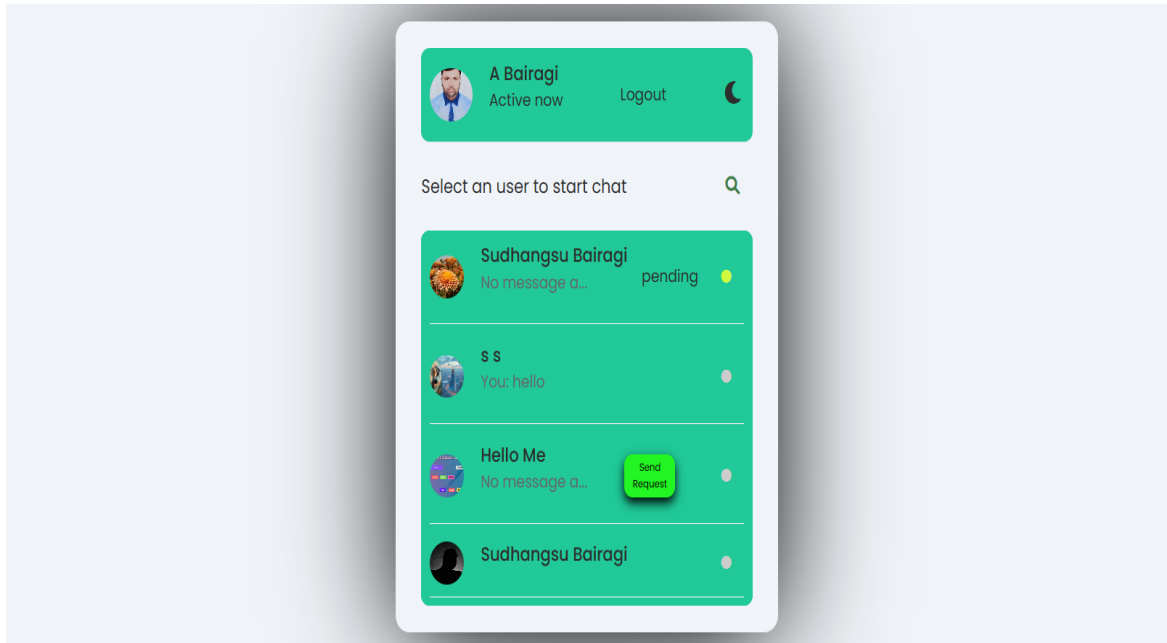 A Bairagi
Active now
Logout
Select an user to start chat
Sudhangsu Bairagi
No message a...
pending
s s
You: hello
Hello Me
No message a...
Send
Request
Sudhangsu Bairagi